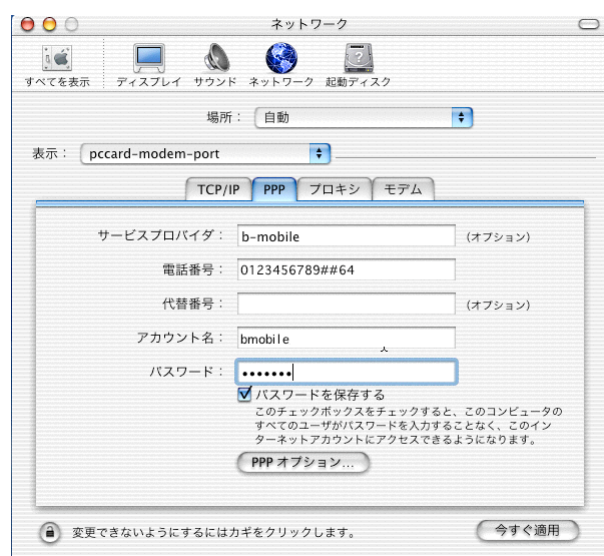 ネットワーク
すべてを表示 ディスプレイ サウンド ネットワーク 起動ディスク
場所： 自動
表示： pccard-modem-port
TCP/IP PPP プロキシ モデム
サービスプロバイダ： b-mobile (オプション)
電話番号： 0123456789##64
代替番号： (オプション)
アカウント名： bmobile
パスワード： •••••••
パスワードを保存する
このチェックボックスをチェックすると、このコンピュータの
すべてのユーザがパスワードを入力することなく、このイン
ターネットアカウントにアクセスできるようになります。
PPP オプション...
変更できないようにするにはカギをクリックします。 今すぐ適用